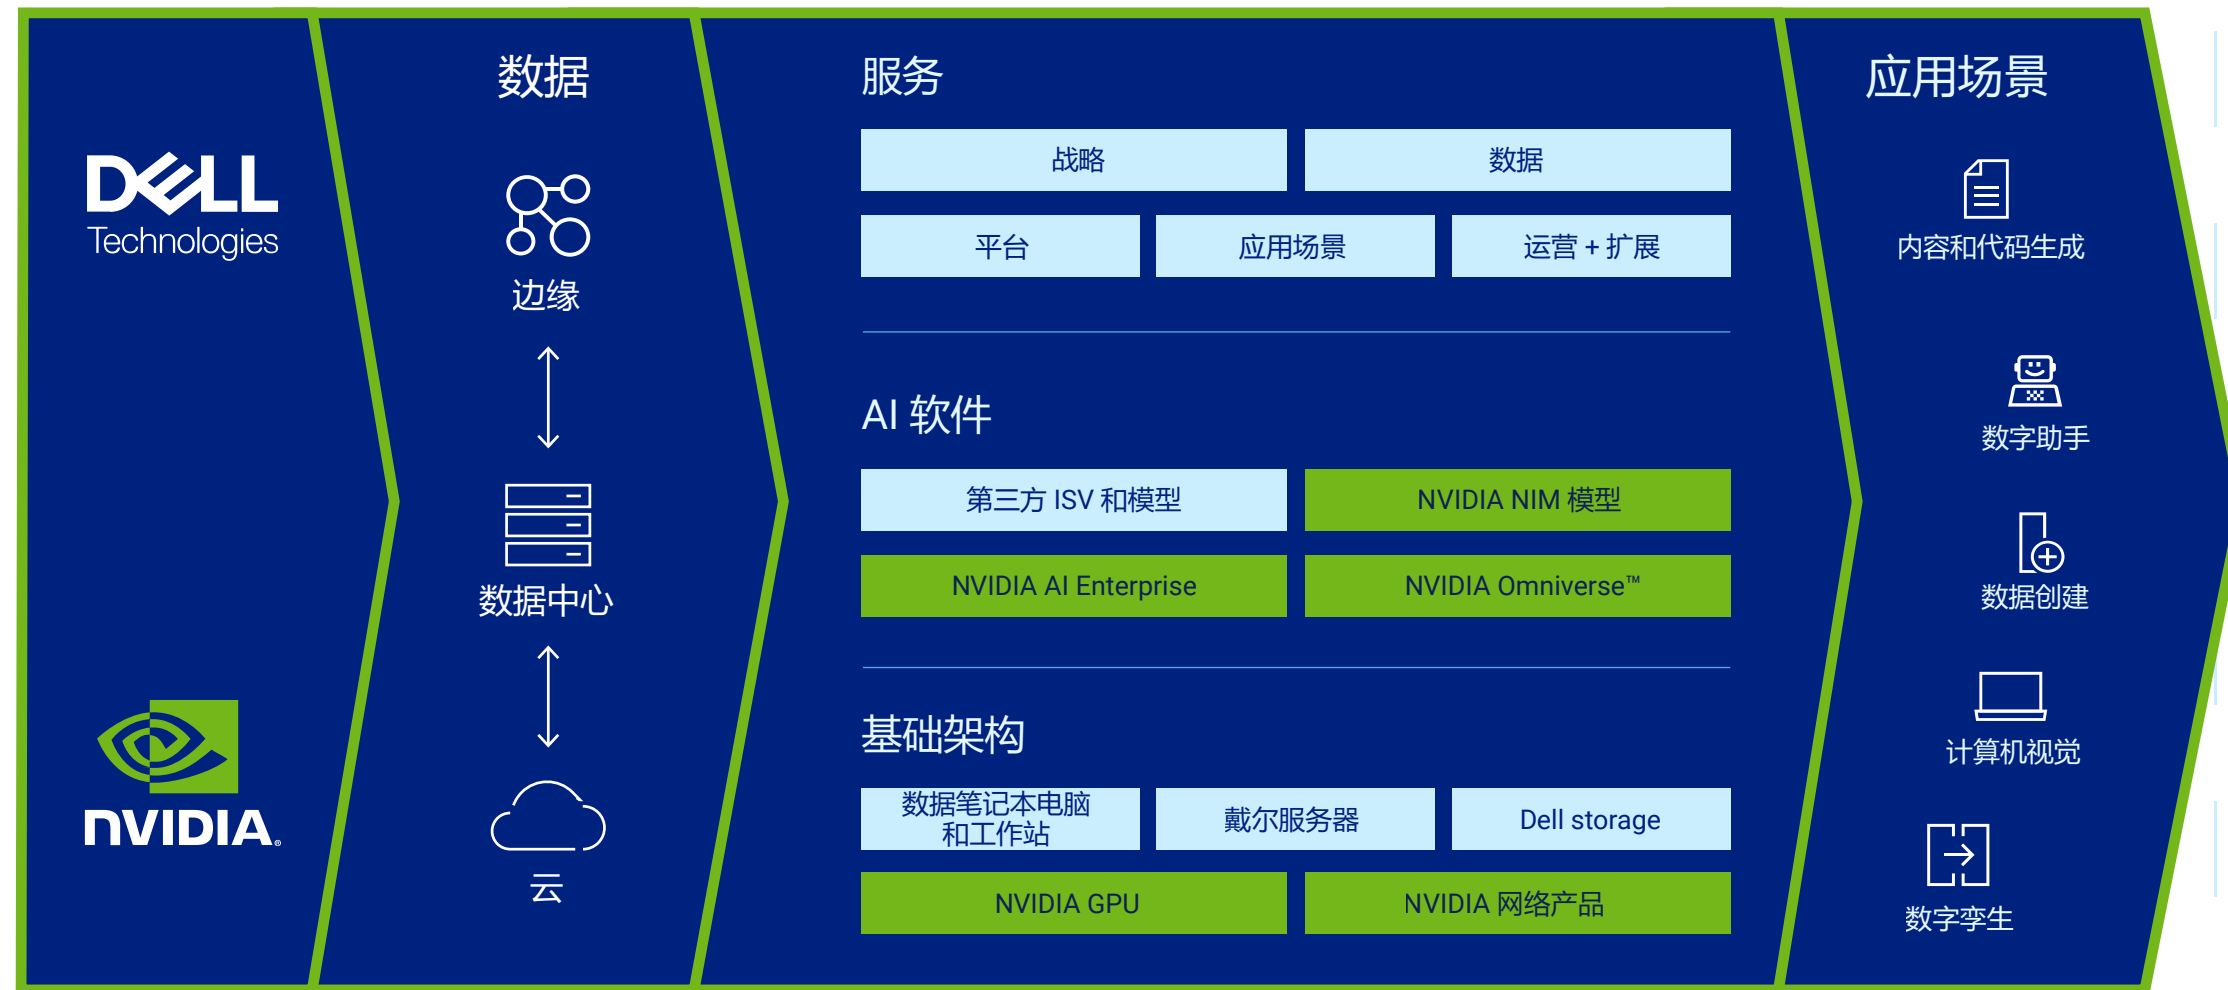 DELL
Technologies
NVIDIA.
数据
边缘
数据中心
云
服务
战略
数据
平台
应用场景
运营 + 扩展
AI 软件
第三方 ISV 和模型
NVIDIA NIM 模型
NVIDIA AI Enterprise
NVIDIA Omniverse™
基础架构
数据笔记本电脑
和工作站
戴尔服务器
Dell storage
NVIDIA GPU
NVIDIA 网络产品
应用场景
内容和代码生成
数字助手
数据创建
计算机视觉
数字孪生